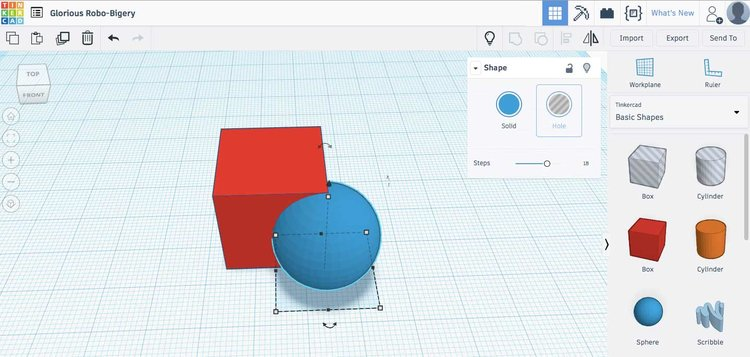 TIN
KER
CAD
Glorious Robo-Bigery
What's New
Import
Export
Send To
TOP
FRONT
Shape
Solid
Hole
Steps
18
Workplane
Ruler
Tinkercad
Basic Shapes
Box
Cylinder
Box
Cylinder
Sphere
Scribble